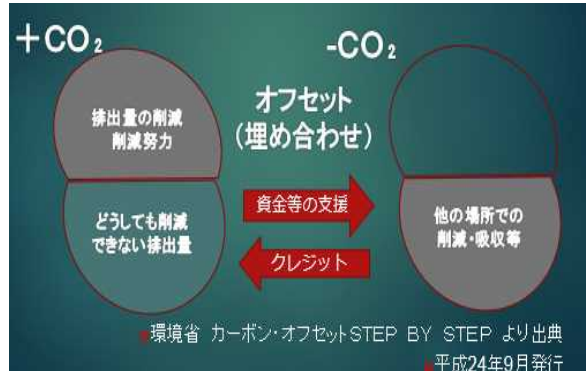 ＋CO₂
-CO₂
排出量の削減
削減努力
オフセット
（埋め合わせ）
どうしても削減
できない排出量
資金等の支援
クレジット
他の場所での
削減・吸収等
環境省 カーボン・オフセットSTEP BY STEP より出典
平成24年9月発行